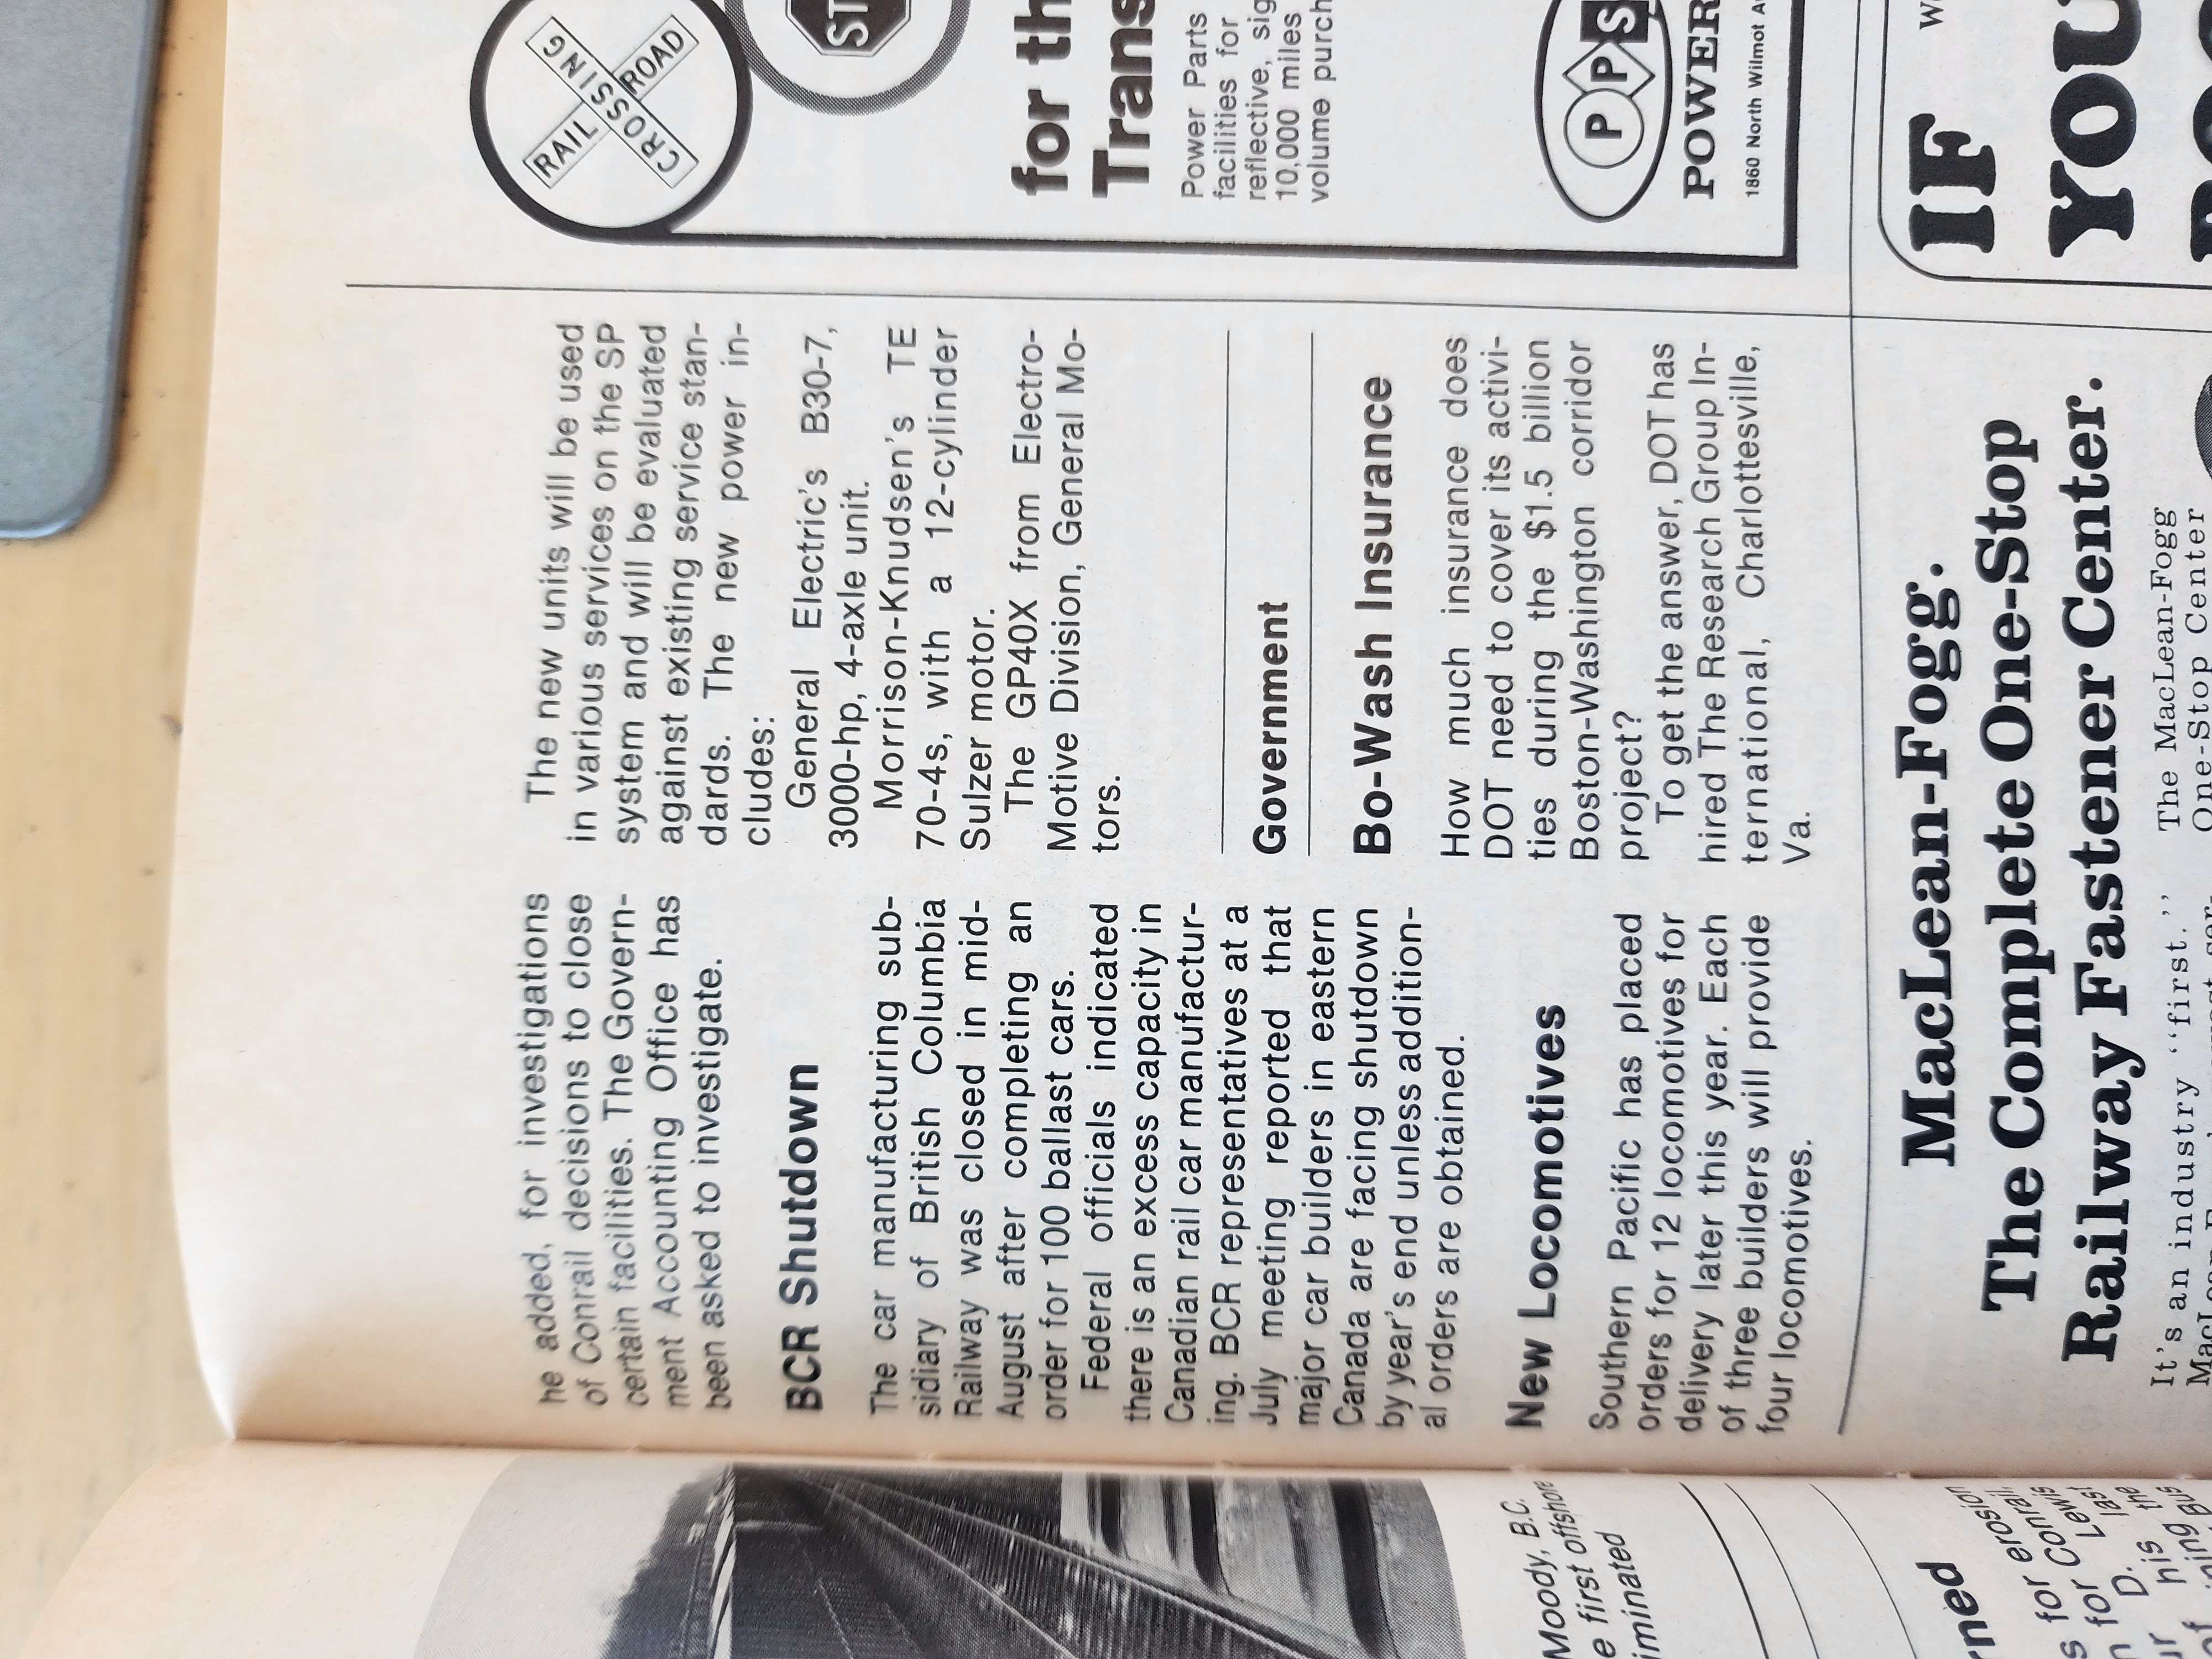 he added, for investigations
of Conrail decisions to close
certain facilities. The Govern-
ment Accounting Office has
been asked to investigate.
BCR Shutdown
The car manufacturing sub-
sidiary of British Columbia
Railway was closed in mid-
August after completing an
order for 100 ballast cars.
Federal officials indicated
there is an excess capacity in
Canadian rail car manufactur-
ing. BCR representatives at a
July meeting reported that
major car builders in eastern
Canada are facing shutdown
by year's end unless addition-
al orders are obtained.
New Locomotives
Southern Pacific has placed
orders for 12 locomotives for
delivery later this year. Each
of three builders will provide
four locomotives.
The new units will be used
in various services on the SP
system and will be evaluated
against existing service stan-
dards. The new power in-
cludes:
General Electric's B30-7,
3000-hp, 4-axle unit.
Morrison-Knudsen's TE
70-4s, with a 12-cylinder
Sulzer motor.
The GP40X from Electro-
Motive Division, General Mo-
tors.
Government
Bo-Wash Insurance
How much insurance does
DOT need to cover its activi-
ties during the $1.5 billion
Boston-Washington corridor
project?
To get the answer, DOT has
hired The Research Group In-
ternational, Charlottesville,
Va.
RAIL ROAD
CROSSING
ST
for th
Trans
Power Parts
facilities for
reflective, sig
10,000 miles
volume purch
PPS
POWER
1860 North Wilmot A
MacLean-Fogg.
The Complete One-Stop
Railway Fastener Center.
It's an industry "first."
The MacLean-Fogg
One-Stop Center
IF
YOU
Moody, B.C.
e first offshore
iminated
rned
erosion
s for Conrail,
n for Lewis
D. last
ur his the